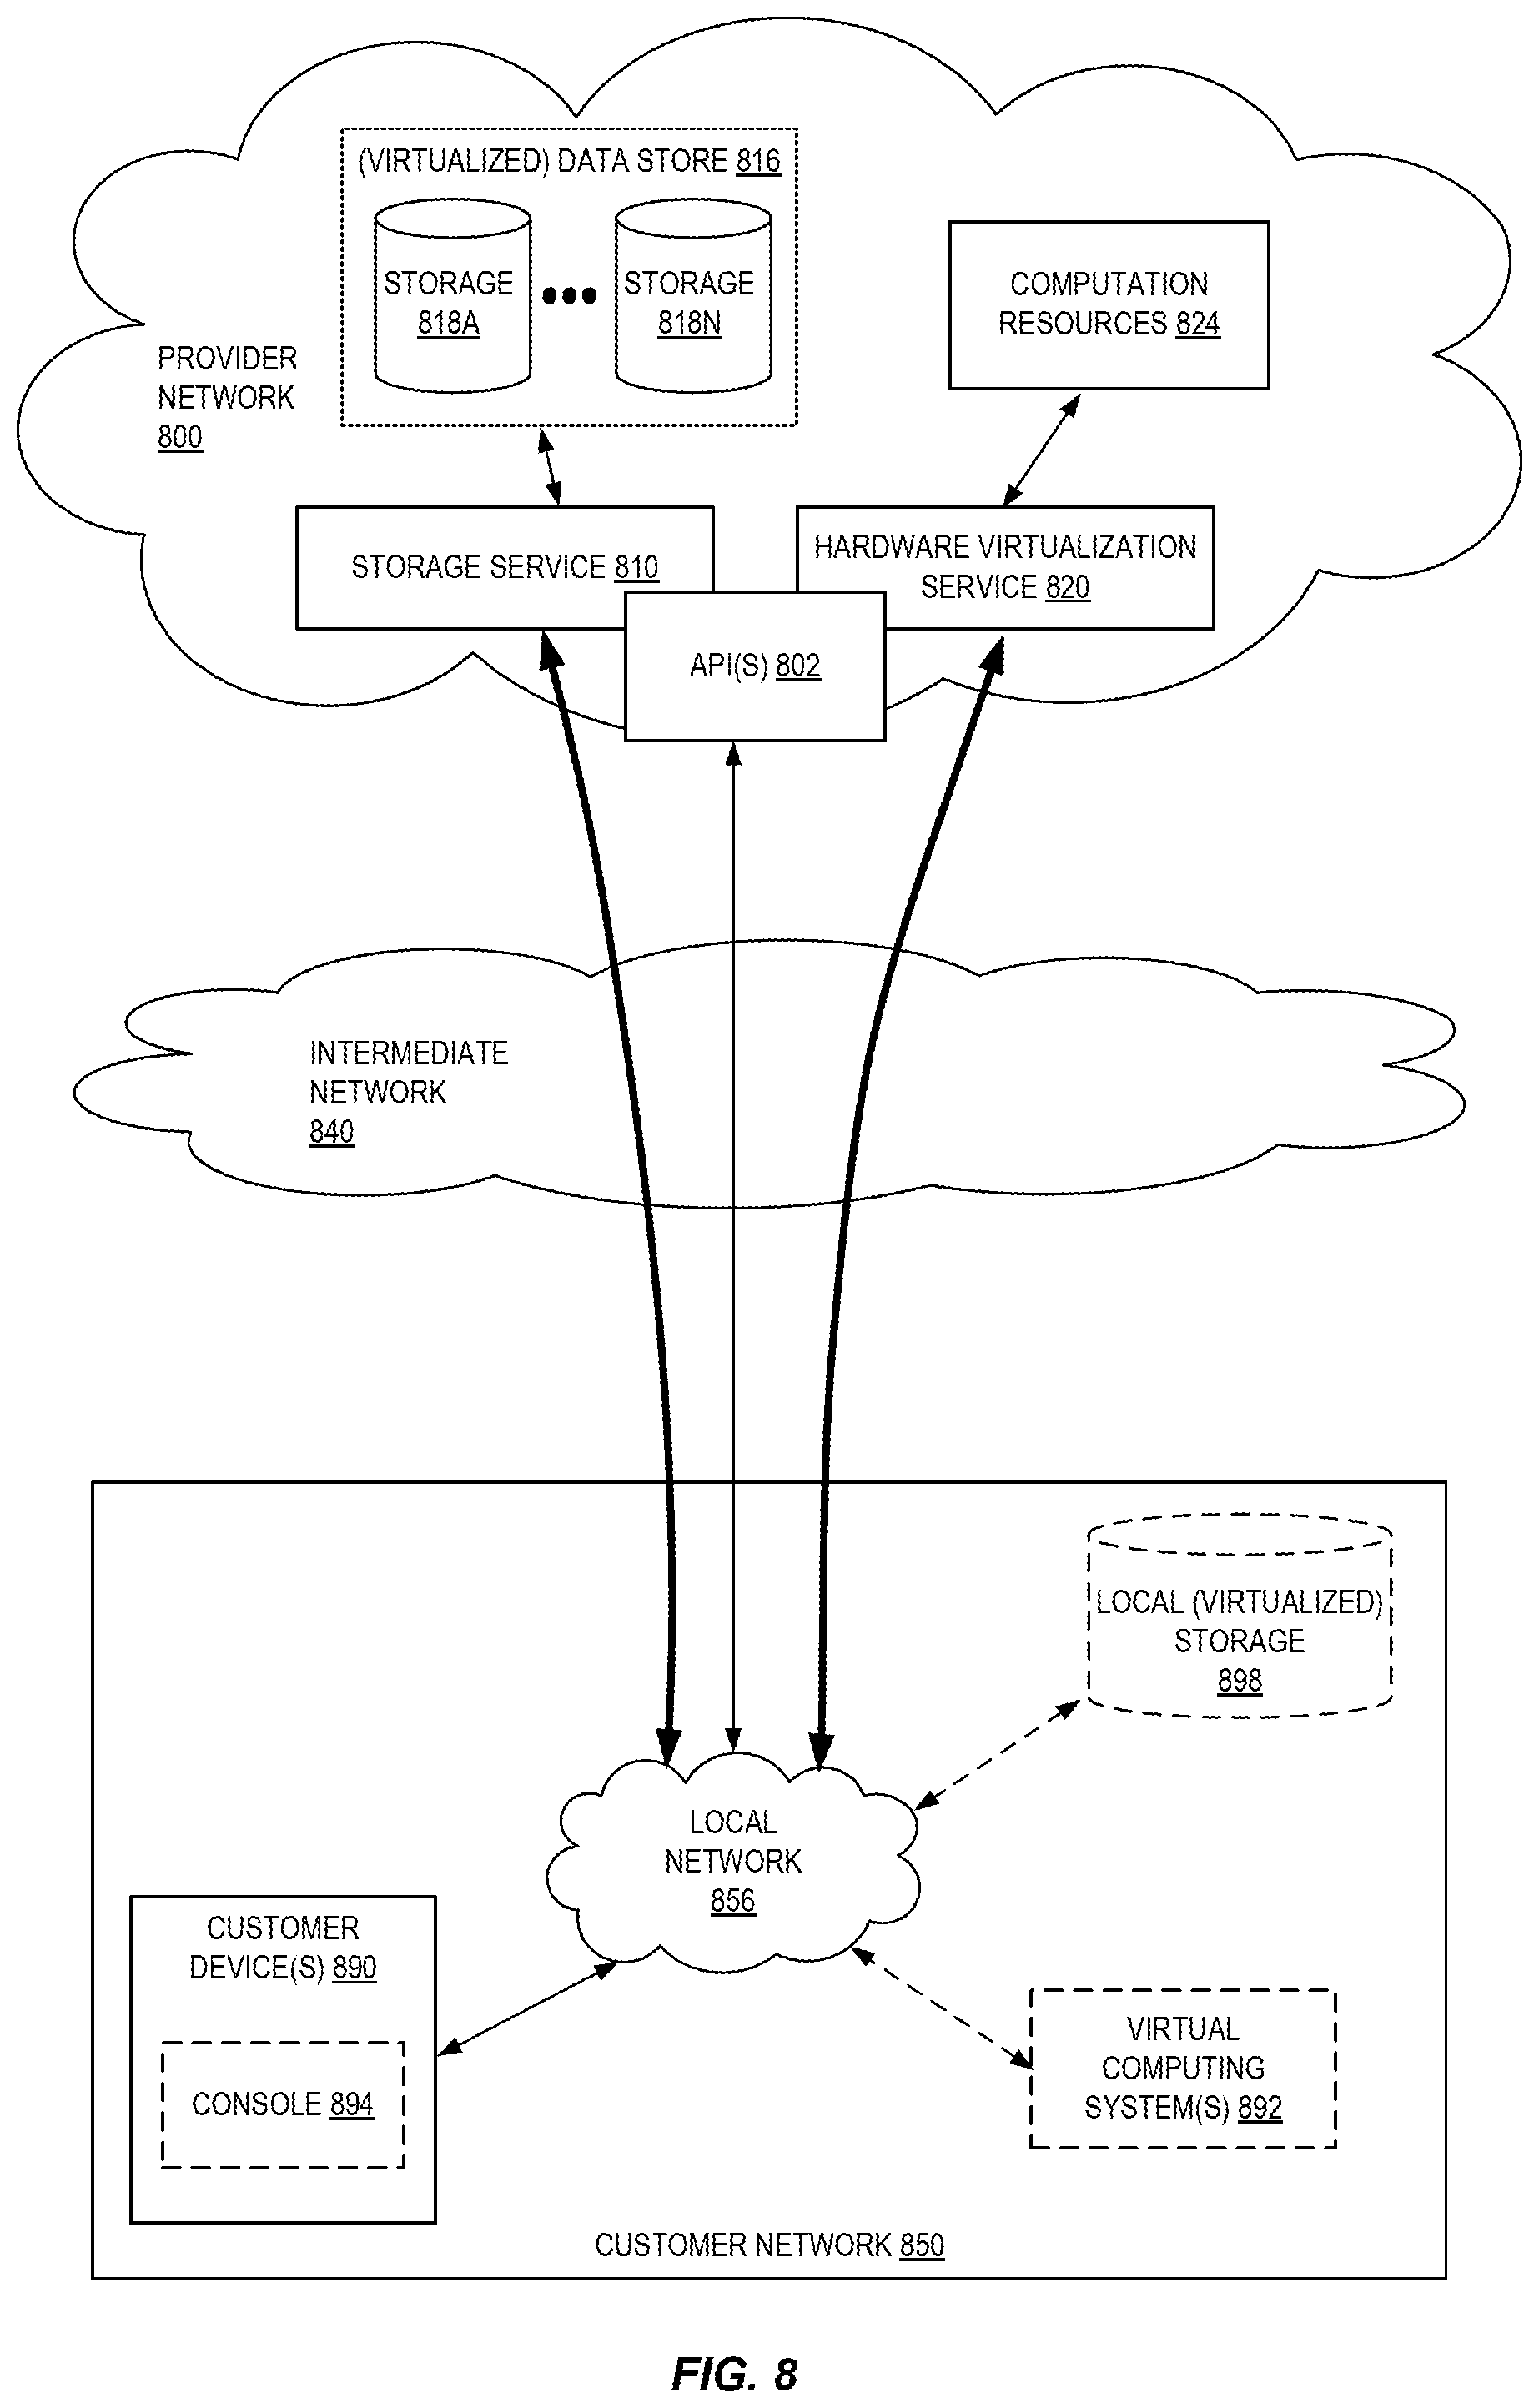 (VIRTUALIZED) DATA STORE 816
STORAGE
818A
STORAGE
818N
COMPUTATION
RESOURCES 824
PROVIDER
NETWORK
800
STORAGE SERVICE 810
HARDWARE VIRTUALIZATION
SERVICE 820
API(S) 802
INTERMEDIATE
NETWORK
840
LOCAL (VIRTUALIZED)
STORAGE
898
LOCAL
NETWORK
856
CUSTOMER
DEVICE(S) 890
CONSOLE 894
VIRTUAL
COMPUTING
SYSTEM(S) 892
CUSTOMER NETWORK 850
FIG. 8